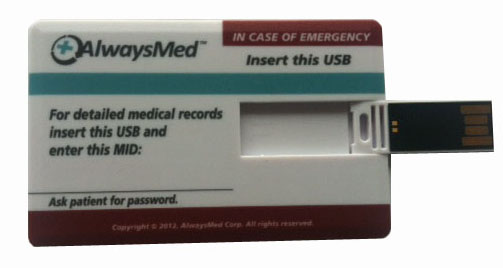 AlwaysMed™
IN CASE OF EMERGENCY
Insert this USB
For detailed medical records
insert this USB and
enter this MID:
Ask patient for password.
Copyright © 2012, AlwaysMed Corp. All rights reserved.